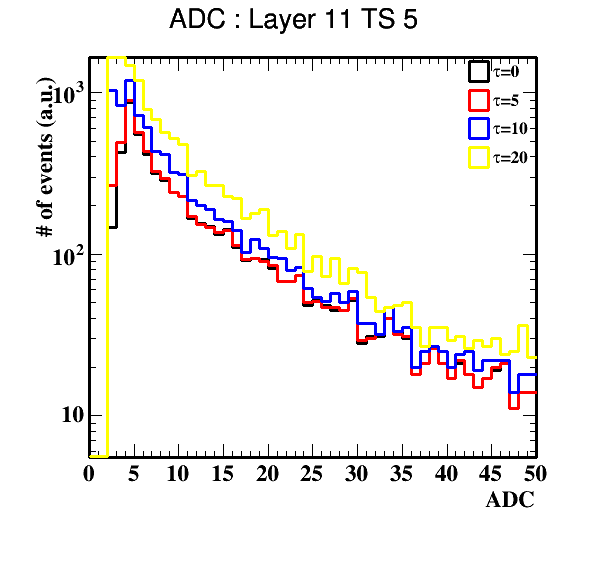 ADC : Layer 11 TS 5
# of events (a.u.)
10³
10²
10
τ=0
τ=5
τ=10
τ=20
0 5 10 15 20 25 30 35 40 45 50
ADC